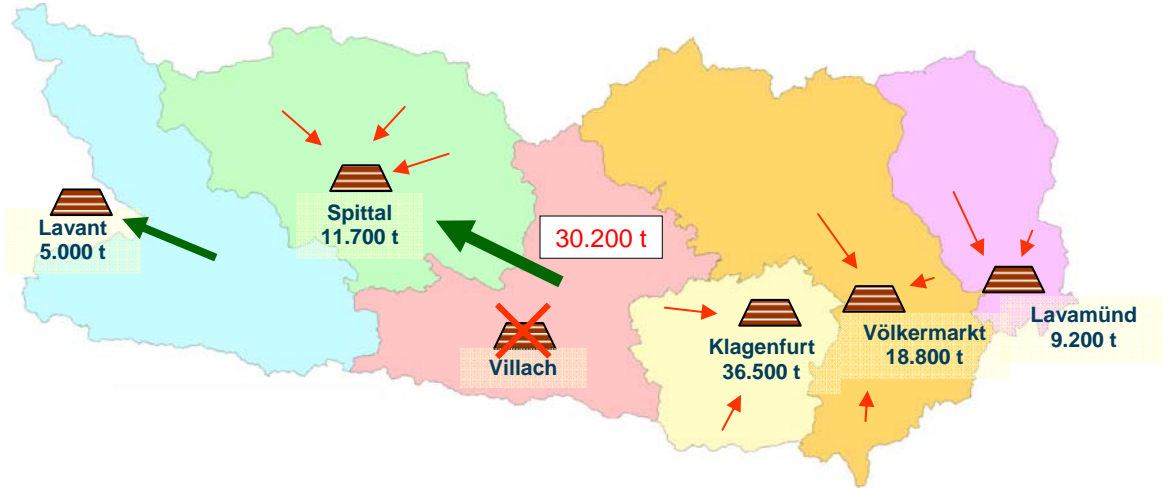 Lavant
5.000 t
Spittal
11.700 t
30.200 t
Villach
Klagenfurt
36.500 t
Völkermarkt
18.800 t
Lavamünd
9.200 t